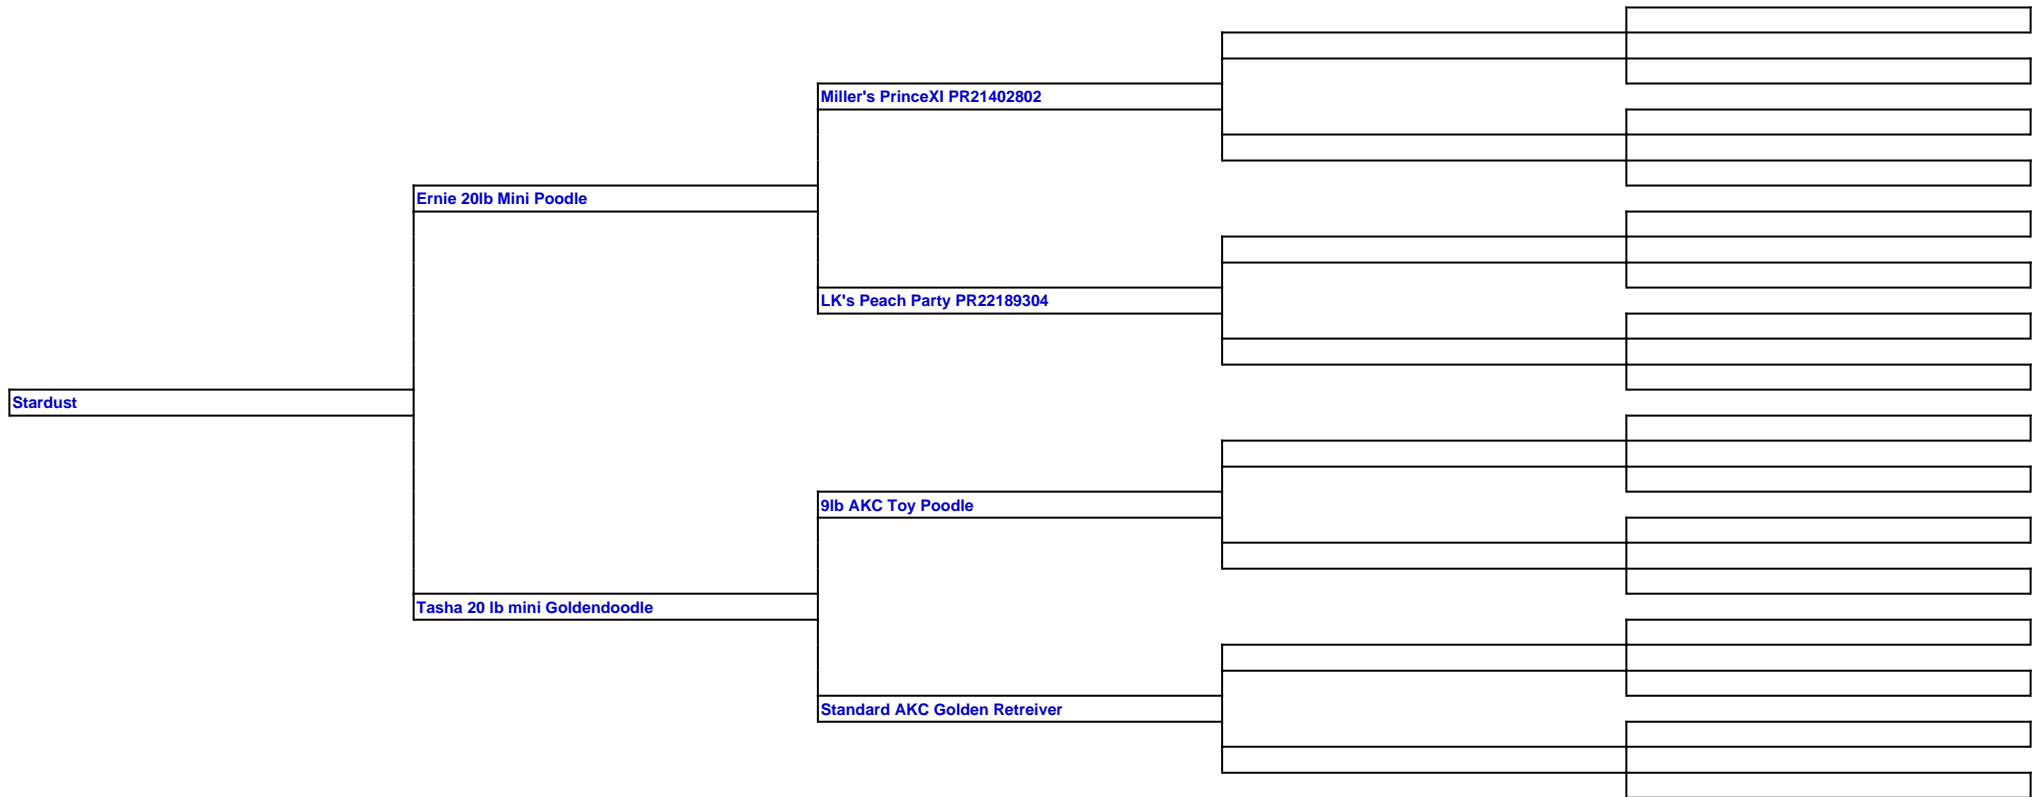 Miller's PrinceXI PR21402802
Ernie 20lb Mini Poodle
LK's Peach Party PR22189304
Stardust
9lb AKC Toy Poodle
Tasha 20 lb mini Goldendoodle
Standard AKC Golden Retreiver